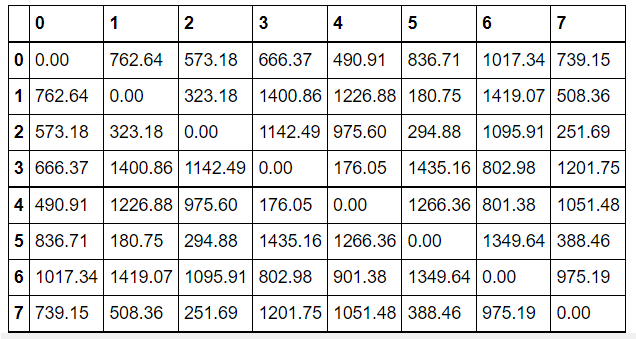 0 1 2 3 4 5 6 7
0 0.00 762.64 573.18 666.37 490.91 836.71 1017.34 739.15
1 762.64 0.00 323.18 1400.86 1226.88 180.75 1419.07 508.36
2 573.18 323.18 0.00 1142.49 975.60 294.88 1095.91 251.69
3 666.37 1400.86 1142.49 0.00 176.05 1435.16 802.98 1201.75
4 490.91 1226.88 975.60 176.05 0.00 1266.36 801.38 1051.48
5 836.71 180.75 294.88 1435.16 1266.36 0.00 1349.64 388.46
6 1017.34 1419.07 1095.91 802.98 901.38 1349.64 0.00 975.19
7 739.15 508.36 251.69 1201.75 1051.48 388.46 975.19 0.00